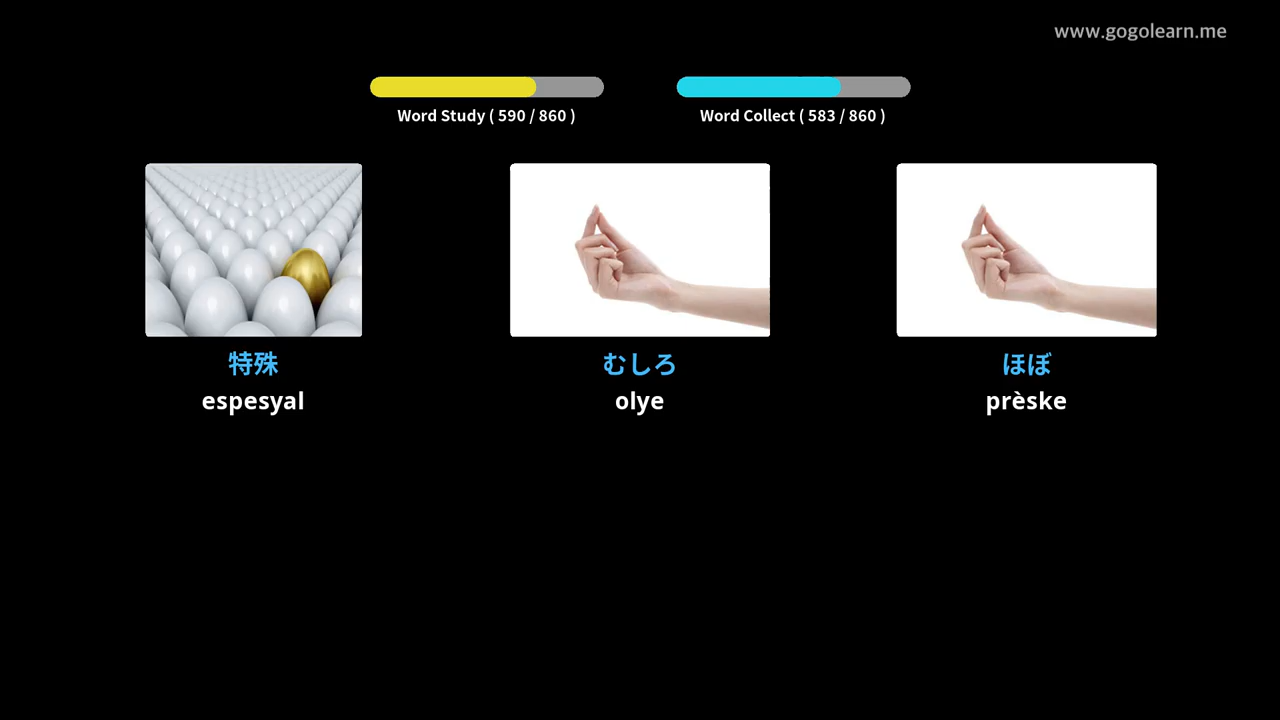 www.gogolearn.me
Word Study ( 590 / 860 )
Word Collect ( 583 / 860 )
特殊
espesyal
むしろ
olye
ほぼ
prèske